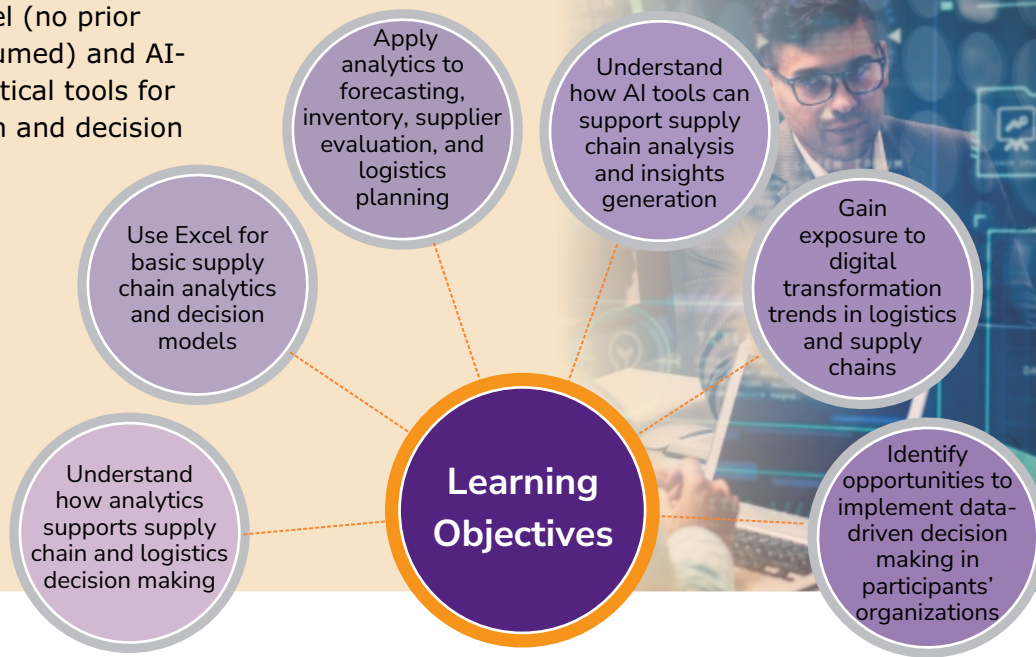 el (no prior
umed) and AI-
tical tools for
n and decision
Apply
analytics to
forecasting,
inventory, supplier
evaluation, and
logistics
planning
Understand
how AI tools can
support supply
chain analysis
and insights
generation
Use Excel for
basic supply
chain analytics
and decision
models
Gain
exposure to
digital
transformation
trends in logistics
and supply
chains
Understand
how analytics
supports supply
chain and logistics
decision making
Learning
Objectives
Identify
opportunities to
implement data-
driven decision
making in
participants’
organizations